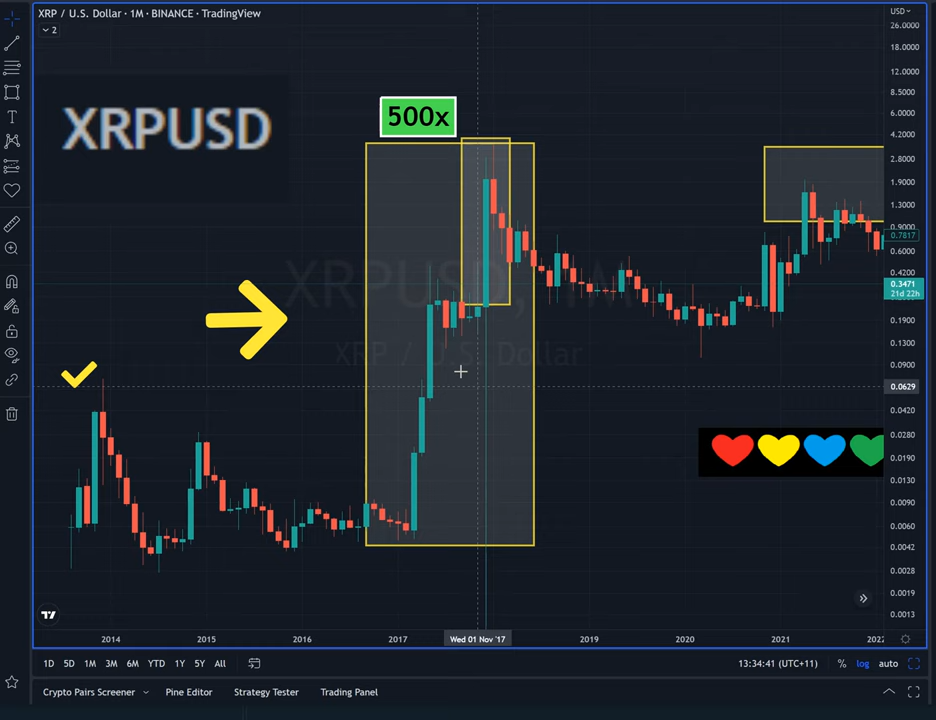 XRP / U.S. Dollar · 1M · BINANCE · TradingView
USD
2
26.0000
18.0000
12.0000
8.5000
6.0000
4.2000
2.8000
1.9000
1.3000
0.9000
0.7817
0.6000
0.4200
0.3471
21d 22h
0.1900
0.1300
0.0900
0.0629
0.0420
0.0280
0.0190
0.0130
0.0090
0.0060
0.0042
0.0028
0.0019
0.0013
XRPUSD
500x
XRPUSD, 1M
XRP / U.S. Dollar
2014 2015 2016 2017 Wed 01 Nov '17 2019 2020 2021 2022
1D 5D 1M 3M 6M YTD 1Y 5Y All 13:34:41 (UTC+11) % log auto
Crypto Pairs Screener Pine Editor Strategy Tester Trading Panel